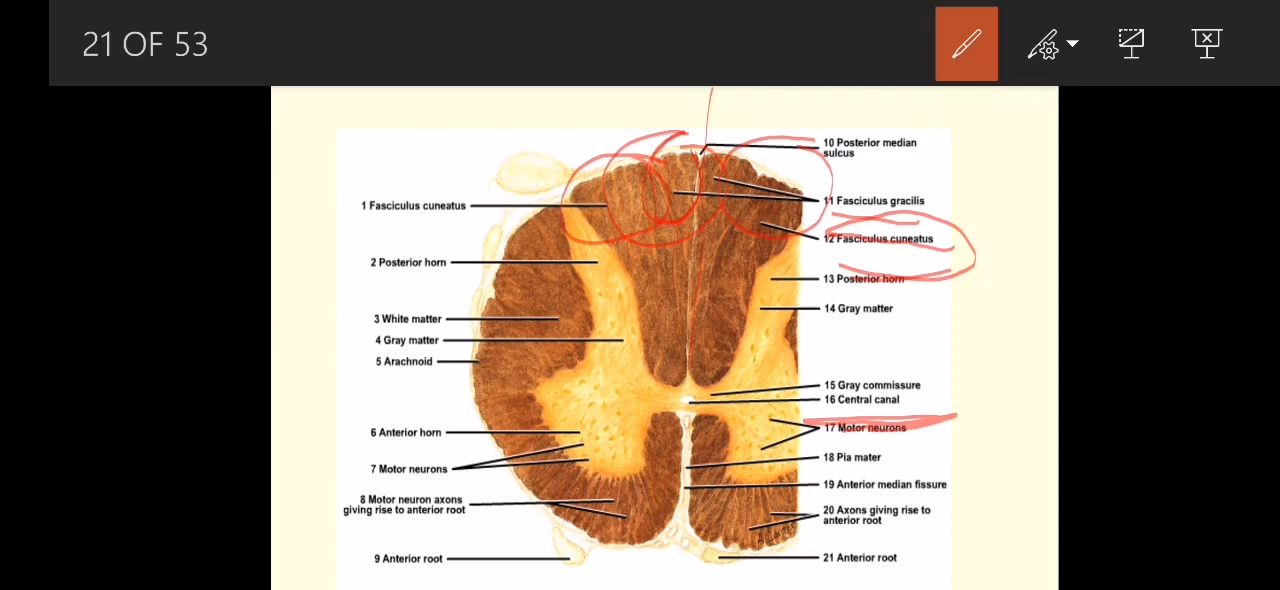 21 OF 53
10 Posterior median
sulcus
1 Fasciculus cuneatus
11 Fasciculus gracilis
12 Fasciculus cuneatus
2 Posterior horn
13 Posterior horn
14 Gray matter
3 White matter
4 Gray matter
5 Arachnoid
15 Gray commissure
16 Central canal
17 Motor neurons
6 Anterior horn
7 Motor neurons
18 Pia mater
19 Anterior median fissure
8 Motor neuron axons
giving rise to anterior root
20 Axons giving rise to
anterior root
9 Anterior root
21 Anterior root